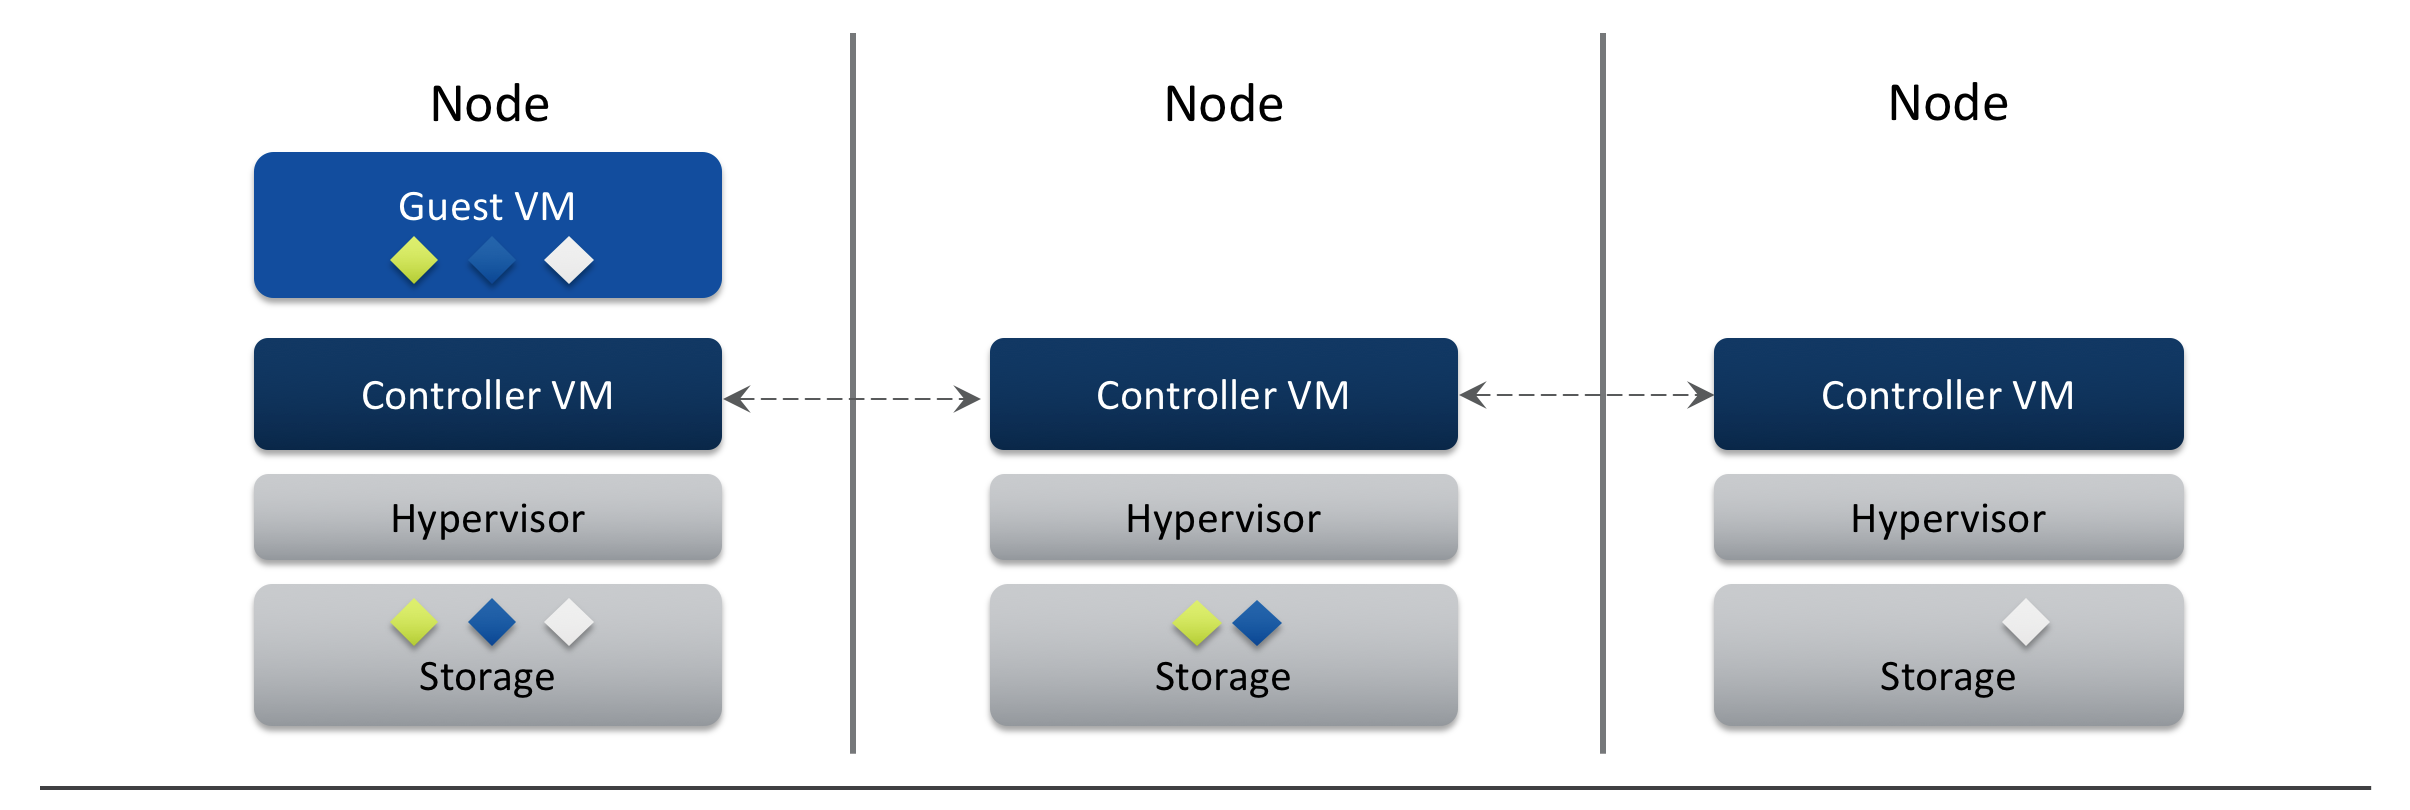 Node
Node
Node
Guest VM
Controller VM
Controller VM
Controller VM
Hypervisor
Hypervisor
Hypervisor
Storage
Storage
Storage